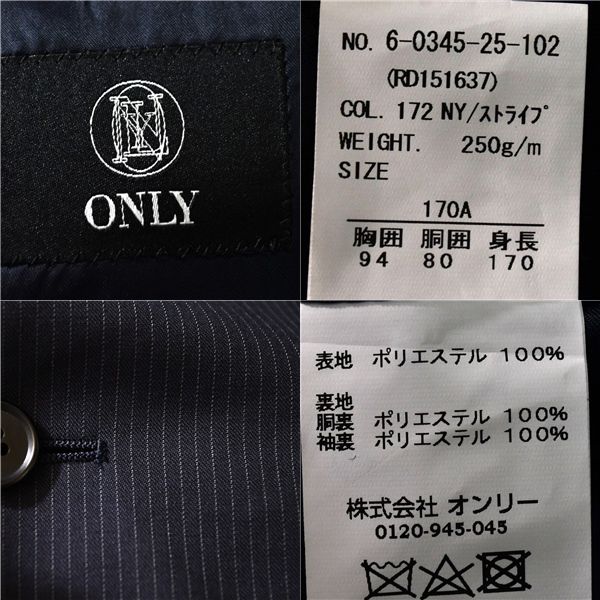 ONLY
NO. 6-0345-25-102
(RD151637)
COL. 172 NY/ストライプ
WEIGHT. 250g/m
SIZE
170A
胸囲 胴囲 身長
94 80 170
表地 ポリエステル 100%
裏地
胴裏 ポリエステル 100%
袖裏 ポリエステル 100%
株式会社 オンリー
0120-945-045